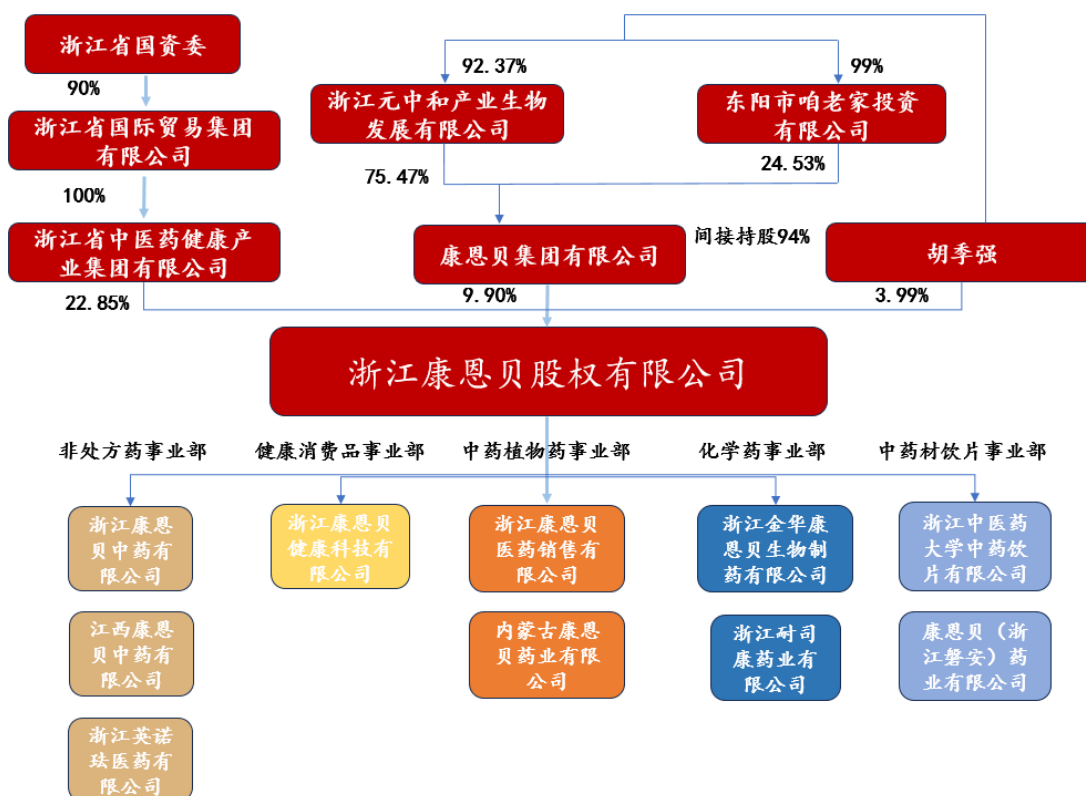 浙江省国资委
90%
浙江省国际贸易集团
有限公司
100%
浙江省中医药健康产
业集团有限公司
22.85%
92.37%
浙江元中和产业生物
发展有限公司
75.47%
99%
东阳市咱老家投资
有限公司
24.53%
康恩贝集团有限公司
间接持股94%
9.90%
胡季强
3.99%
浙江康恩贝股权有限公司
非处方药事业部
健康消费品事业部
中药植物药事业部
化学药事业部
中药材饮片事业部
浙江康恩
贝中药有
限公司
江西康恩
贝中药有
限公司
浙江英诺
珐医药有
限公司
浙江康恩贝
健康科技有
限公司
浙江康恩贝
医药销售有
限公司
内蒙古康恩
贝药业有限
公司
浙江金华康
恩贝生物制
药有限公司
浙江耐司
康药业有
限公司
浙江中医药
大学中药饮
片有限公司
康恩贝（浙
江磐安）药
业有限公司